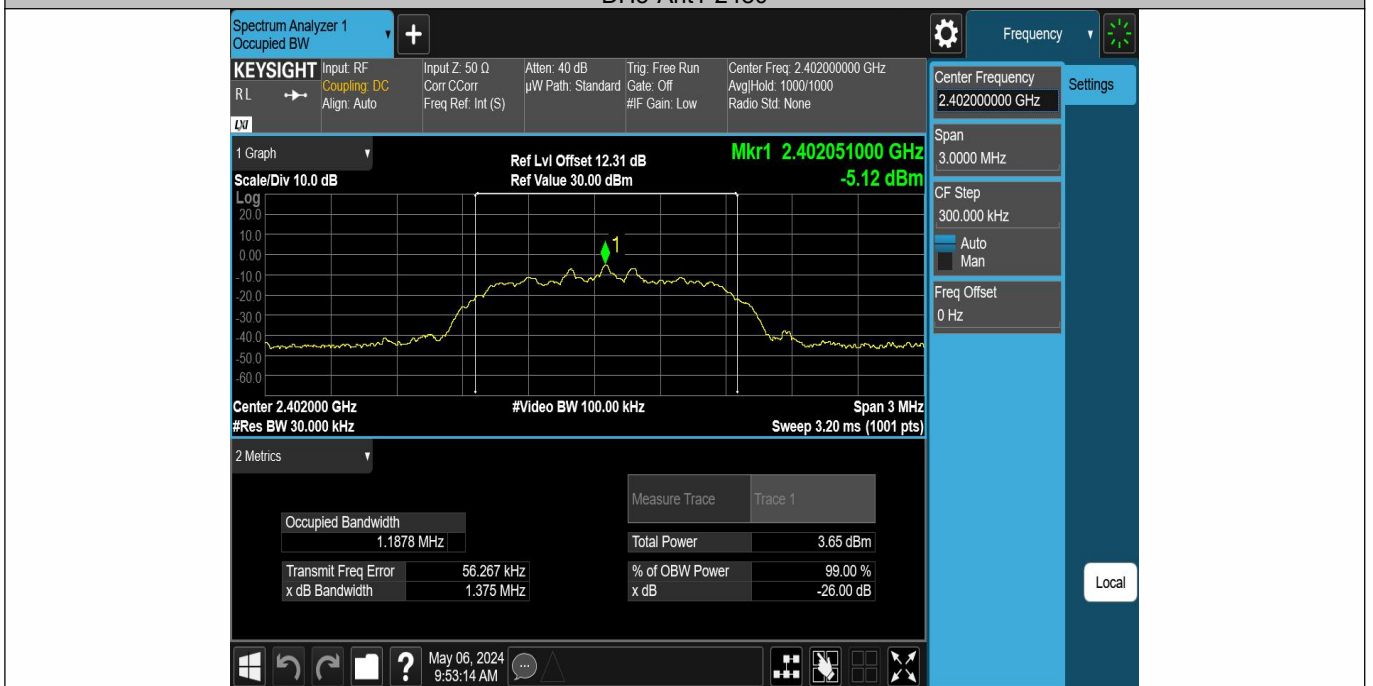 Spectrum Analyzer 1
Occupied BW
Frequency
KEYSIGHT
RL
LXI
Input: RF
Coupling: DC
Align: Auto
Input Z: 50 Ω
Corr CCorr
Freq Ref: Int (S)
Atten: 40 dB
µW Path: Standard
Trig: Free Run
Gate: Off
#IF Gain: Low
Center Freq: 2.402000000 GHz
Avg|Hold: 1000/1000
Radio Std: None
Center Frequency
2.402000000 GHz
Settings
Span
3.0000 MHz
CF Step
300.000 kHz
Auto
Man
Freq Offset
0 Hz
Local
1 Graph
Scale/Div 10.0 dB
Ref Lvl Offset 12.31 dB
Ref Value 30.00 dBm
Mkr1 2.402051000 GHz
-5.12 dBm
Log
20.0
10.0
0.00
-10.0
-20.0
-30.0
-40.0
-50.0
-60.0
1
Center 2.402000 GHz
#Res BW 30.000 kHz
#Video BW 100.00 kHz
Span 3 MHz
Sweep 3.20 ms (1001 pts)
2 Metrics
Measure Trace Trace 1
Occupied Bandwidth
1.1878 MHz
Total Power 3.65 dBm
Transmit Freq Error 56.267 kHz
% of OBW Power 99.00 %
x dB Bandwidth 1.375 MHz
x dB -26.00 dB
May 06, 2024
9:53:14 AM